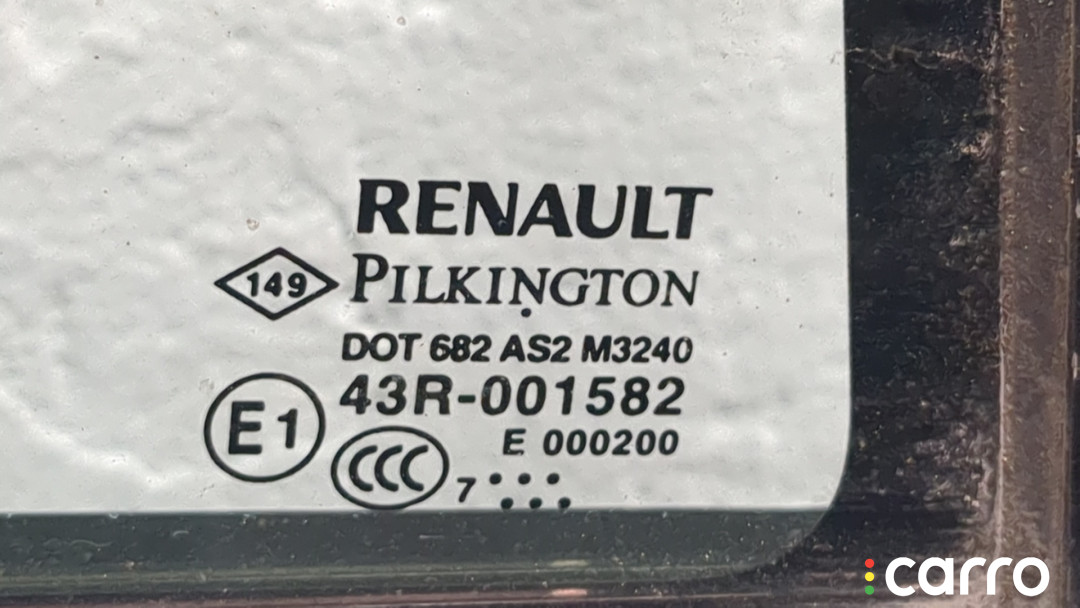 RENAULT
149 PILKINGTON
DOT 682 AS2 M3240
E1 43R-001582
E 000200
CCC 7
carro